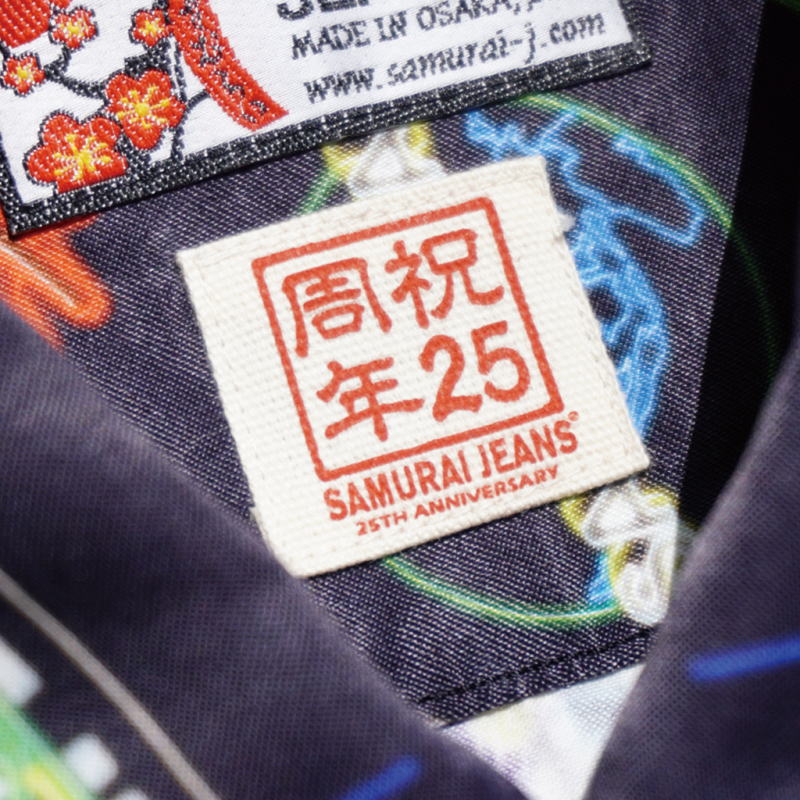 MADE IN OSAKA,
www.samurai-j.com
祝25
周年
SAMURAI JEANS®
25TH ANNIVERSARY